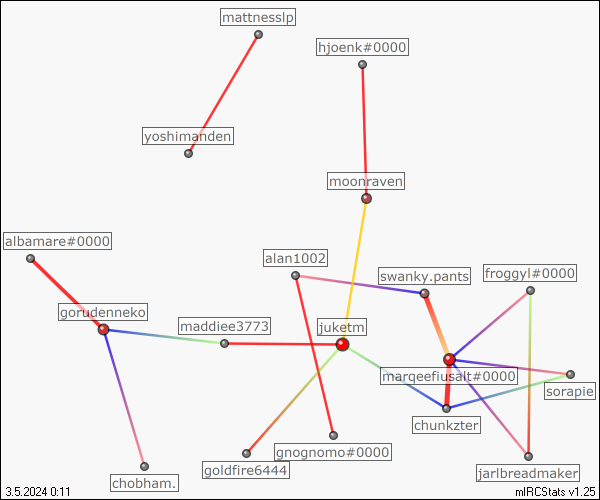 mattnesslp
hjoenk#0000
yoshimanden
moonraven
albamare#0000
alan1002
swanky.pants
froggyl#0000
gorudenneko
maddiee3773
juketm
margeefiusalt#0000
sorapie
chunkzter
gnognomo#0000
goldfire6444
jarlbreadmaker
chobham.
3.5.2024 0:11
mIRCStats v1.25